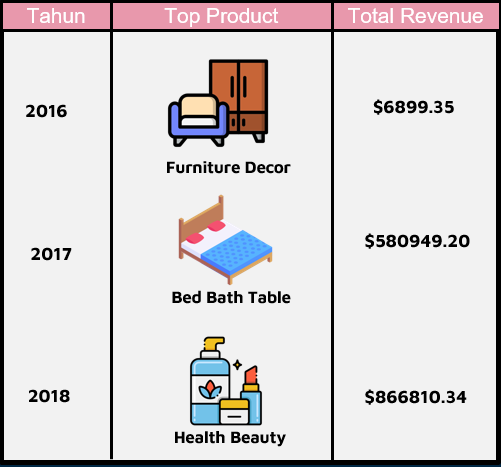 Tahun Top Product Total Revenue
2016 $6899.35
Furniture Decor
2017 $580949.20
Bed Bath Table
2018 $866810.34
Health Beauty